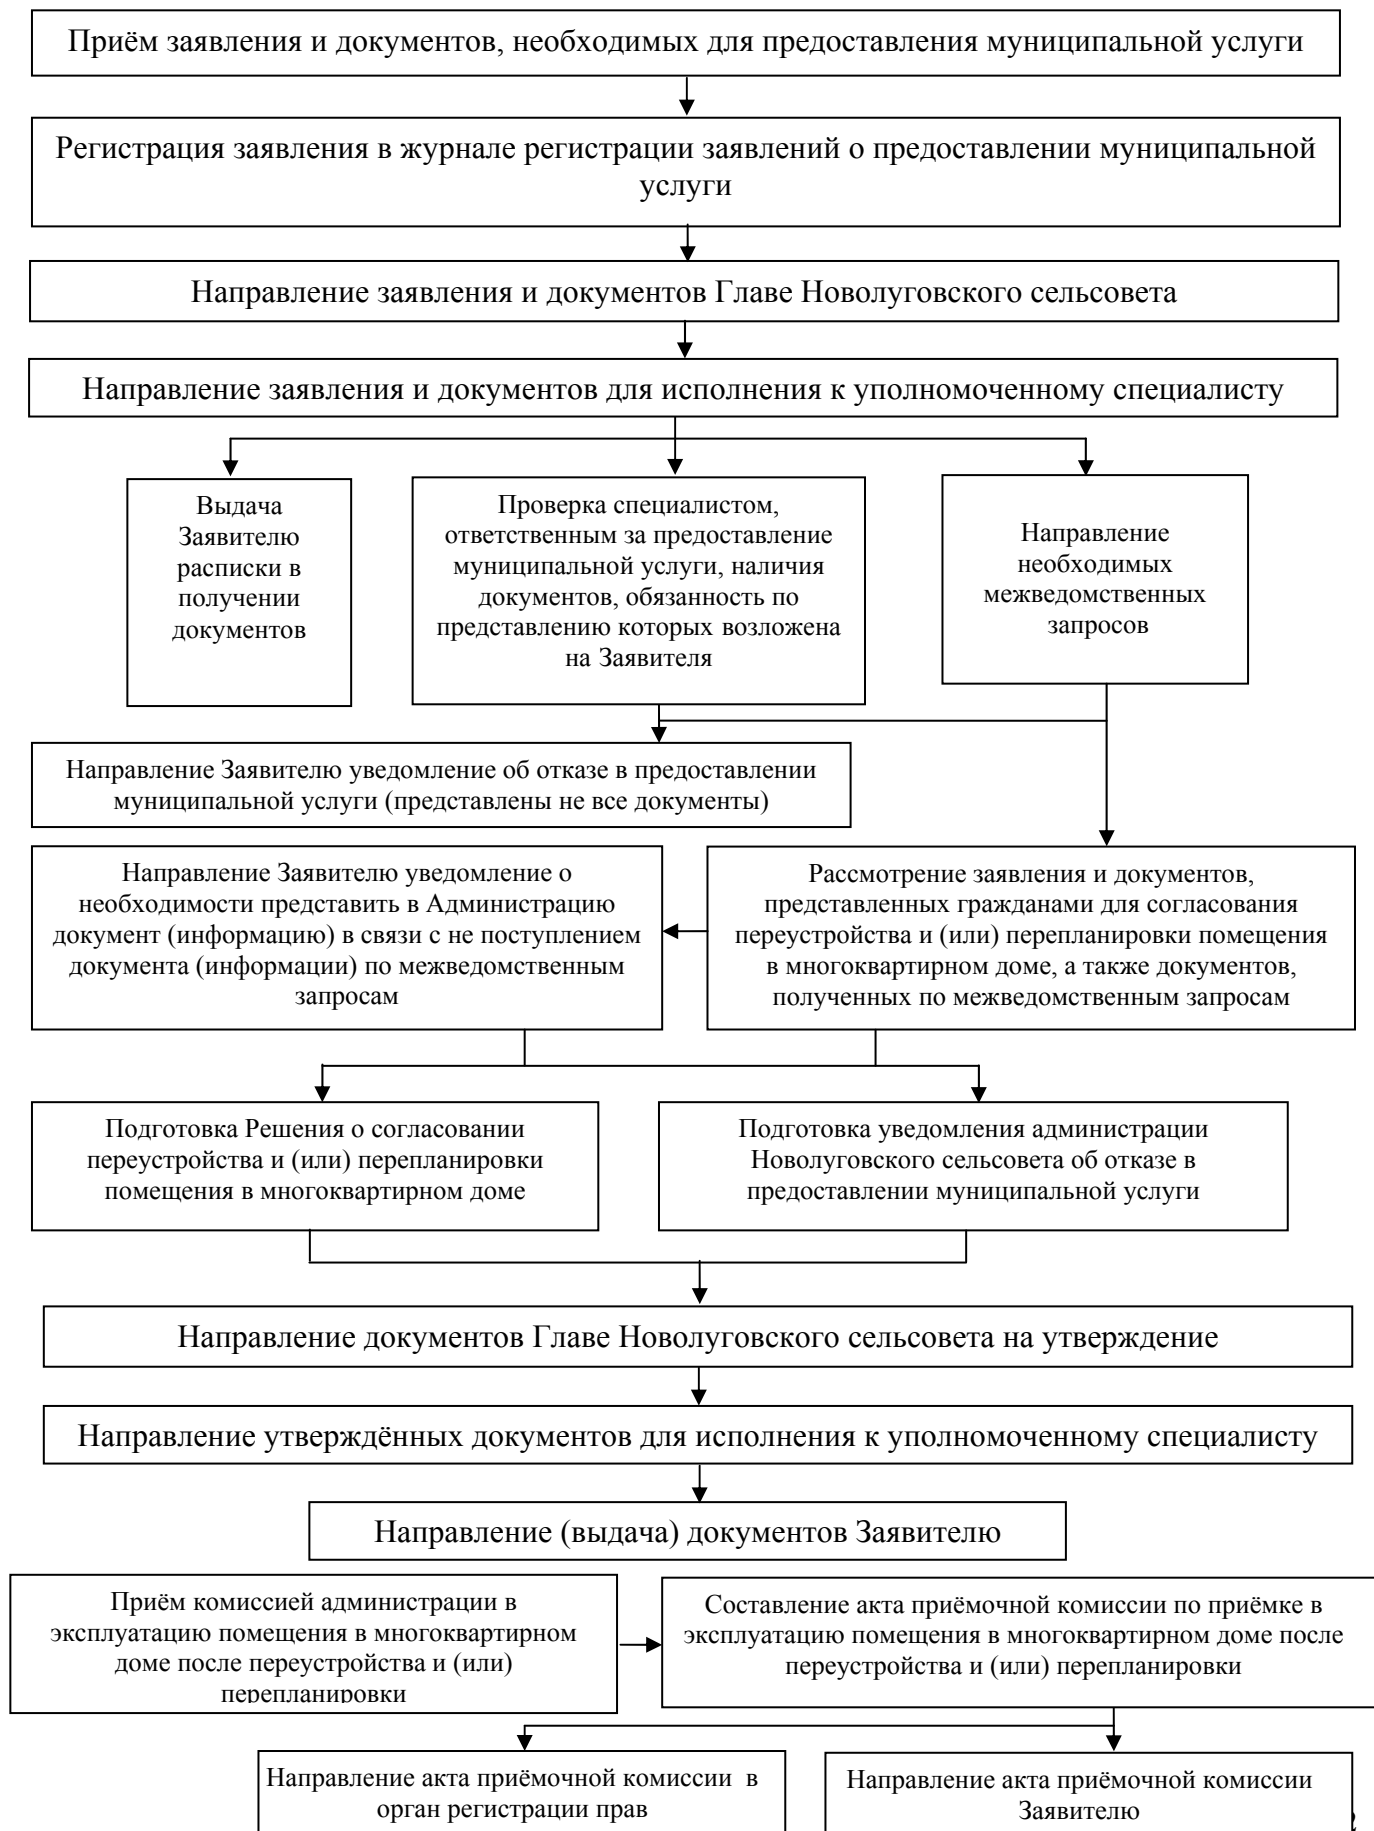 Приём заявления и документов, необходимых для предоставления муниципальной услуги
Регистрация заявления в журнале регистрации заявлений о предоставлении муниципальной
услуги
Направление заявления и документов Главе Новолуговского сельсовета
Направление заявления и документов для исполнения к уполномоченному специалисту
Выдача
Заявителю
расписки в
получении
документов
Проверка специалистом,
ответственным за предоставление
муниципальной услуги, наличия
документов, обязанность по
представлению которых возложена
на Заявителя
Направление
необходимых
межведомственных
запросов
Направление Заявителю уведомление об отказе в предоставлении
муниципальной услуги (представлены не все документы)
Направление Заявителю уведомление о
необходимости представить в Администрацию
документ (информацию) в связи с не поступлением
документа (информации) по межведомственным
запросам
Рассмотрение заявления и документов,
представленных гражданами для согласования
переустройства и (или) перепланировки помещения
в многоквартирном доме, а также документов,
полученных по межведомственным запросам
Подготовка Решения о согласовании
переустройства и (или) перепланировки
помещения в многоквартирном доме
Подготовка уведомления администрации
Новолуговского сельсовета об отказе в
предоставлении муниципальной услуги
Направление документов Главе Новолуговского сельсовета на утверждение
Направление утверждённых документов для исполнения к уполномоченному специалисту
Направление (выдача) документов Заявителю
Приём комиссией администрации в
эксплуатацию помещения в многоквартирном
доме после переустройства и (или)
перепланировки
Составление акта приёмочной комиссии по приёмке в
эксплуатацию помещения в многоквартирном доме после
переустройства и (или) перепланировки
Направление акта приёмочной комиссии в
орган регистрации прав
Направление акта приёмочной комиссии
Заявителю